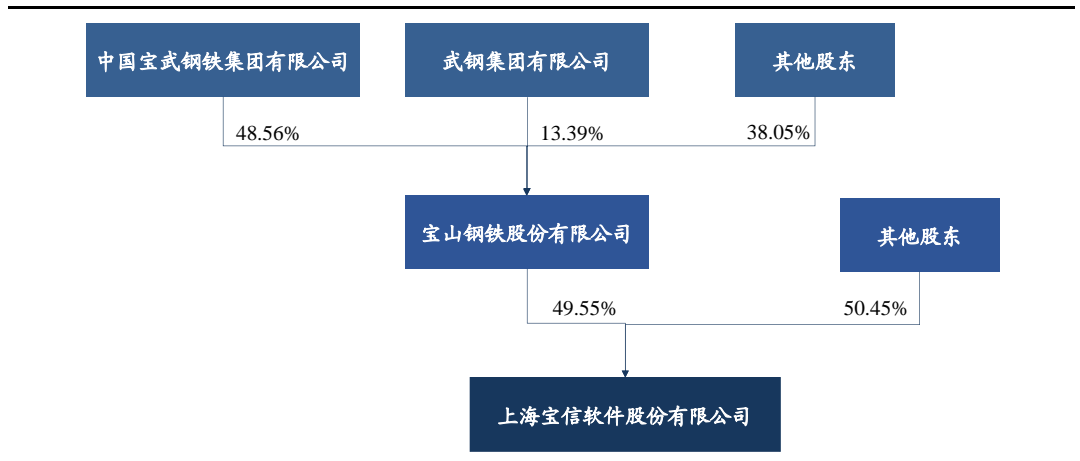 中国宝武钢铁集团有限公司
武钢集团有限公司
其他股东
48.56%
13.39%
38.05%
宝山钢铁股份有限公司
其他股东
49.55%
50.45%
上海宝信软件股份有限公司